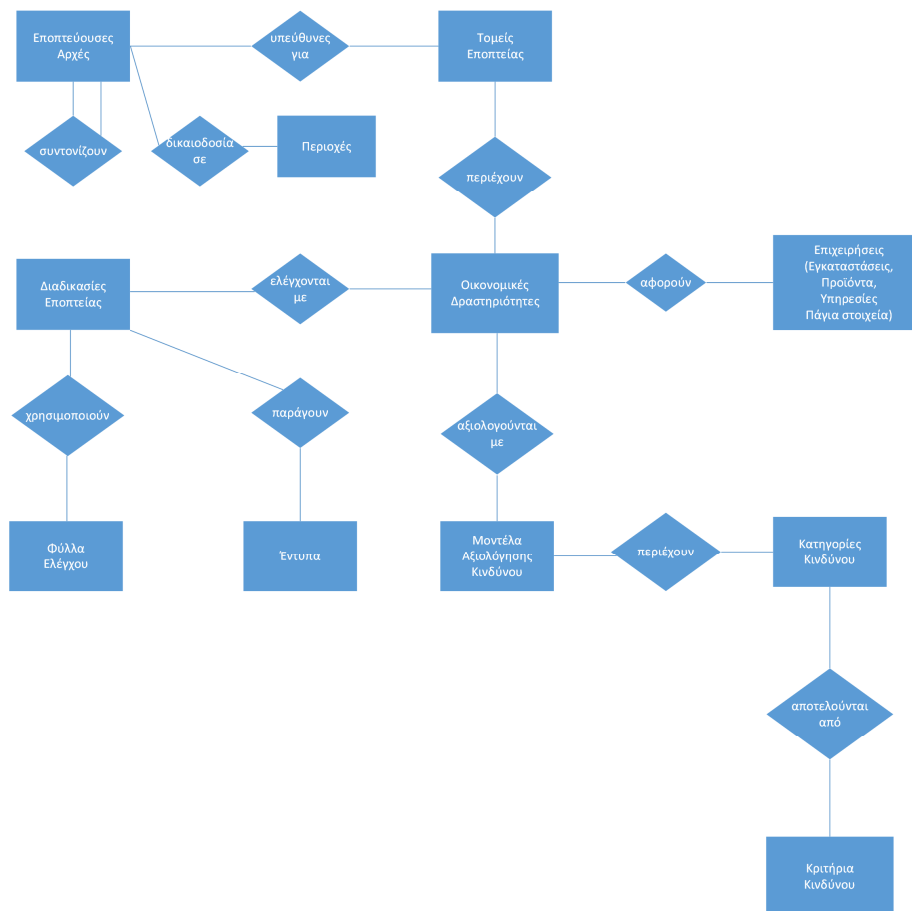 Εποπτεύουσες
Αρχές
υπεύθυνες
για
Τομείς
Εποπτείας
συντονίζουν
δικαιοδοσία
σε
Περιοχές
περιέχουν
Διαδικασίες
Εποπτείας
ελέγχονται
με
Οικονομικές
Δραστηριότητες
αφορούν
Επιχειρήσεις
(Εγκαταστάσεις,
Προϊόντα,
Υπηρεσίες
Πάγια στοιχεία)
χρησιμοποιούν
παράγουν
αξιολογούνται
με
Φύλλα
Ελέγχου
Έντυπα
Μοντέλα
Αξιολόγησης
Κινδύνου
περιέχουν
Κατηγορίες
Κινδύνου
αποτελούνται
από
Κριτήρια
Κινδύνου